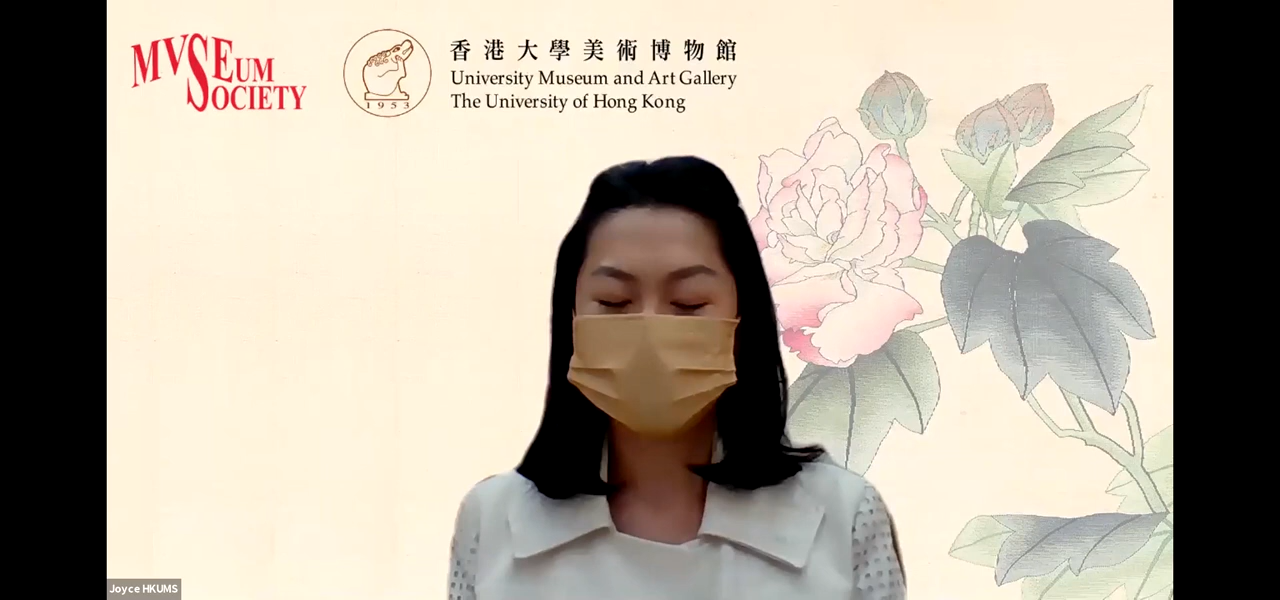 MVSEUM
SOCIETY
1953
香港大學美術博物館
University Museum and Art Gallery
The University of Hong Kong
Joyce HKUMS